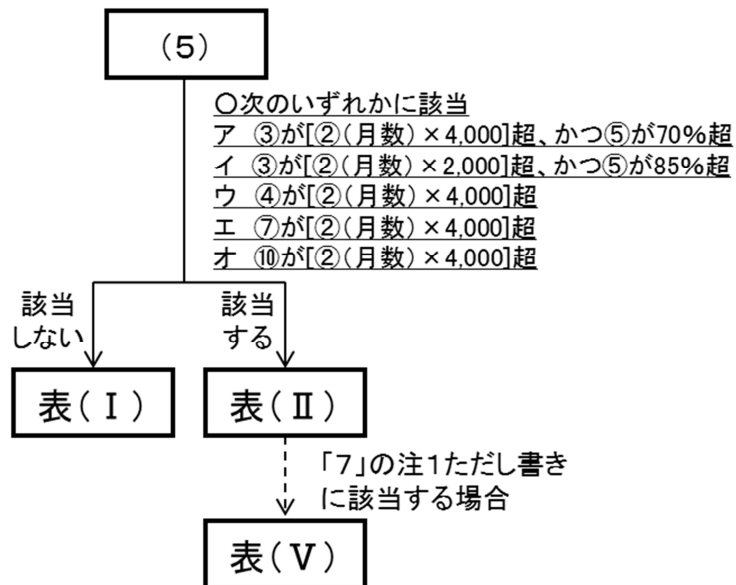 (5)
○次のいずれかに該当
ア ③が[②(月数)×4,000]超、かつ⑤が70%超
イ ③が[②(月数)×2,000]超、かつ⑤が85%超
ウ ④が[②(月数)×4,000]超
エ ⑦が[②(月数)×4,000]超
オ ⑩が[②(月数)×4,000]超
該当
しない
該当
する
表(Ⅰ)
表(Ⅱ)
「7」の注1ただし書き
に該当する場合
表(Ⅴ)